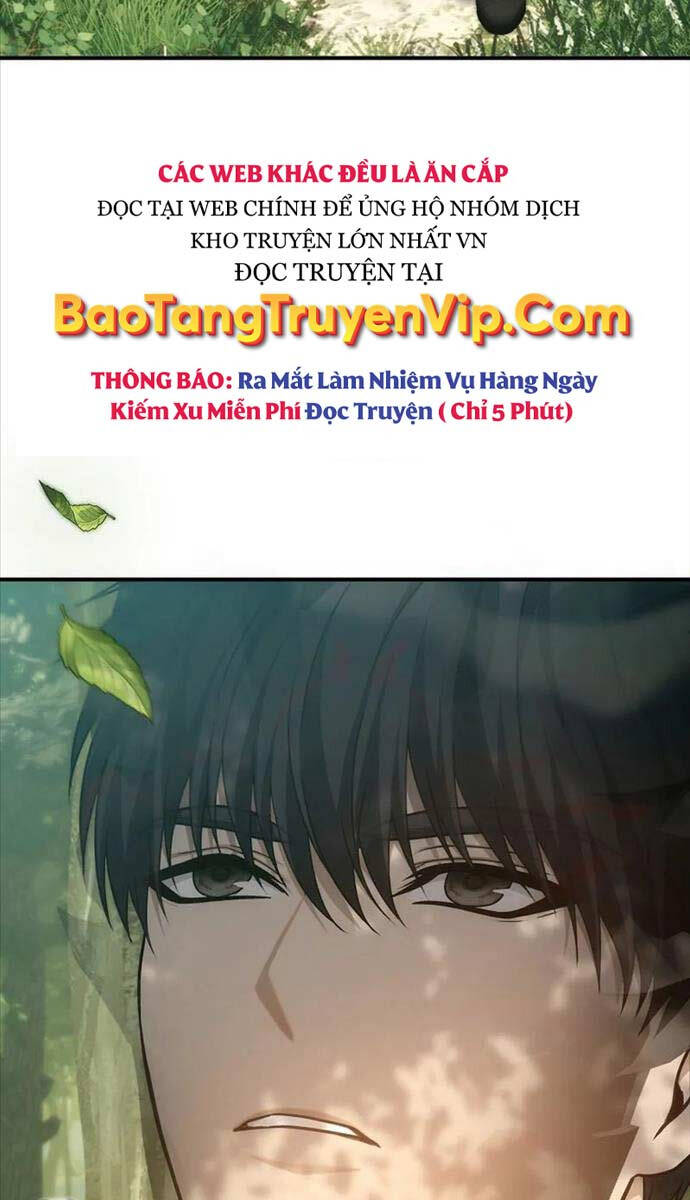 CÁC WEB KHÁC ĐỀU LÀ ĂN CẮP
ĐỌC TẠI WEB CHÍNH ĐỂ ỦNG HỘ NHÓM DỊCH
KHO TRUYỆN LỚN NHẤT VN
ĐỌC TRUYỆN TẠI
BaoTangTruyenVip.Com
THÔNG BÁO: Ra Mắt Làm Nhiệm Vụ Hàng Ngày
Kiếm Xu Miễn Phí Đọc Truyện ( Chỉ 5 Phút)